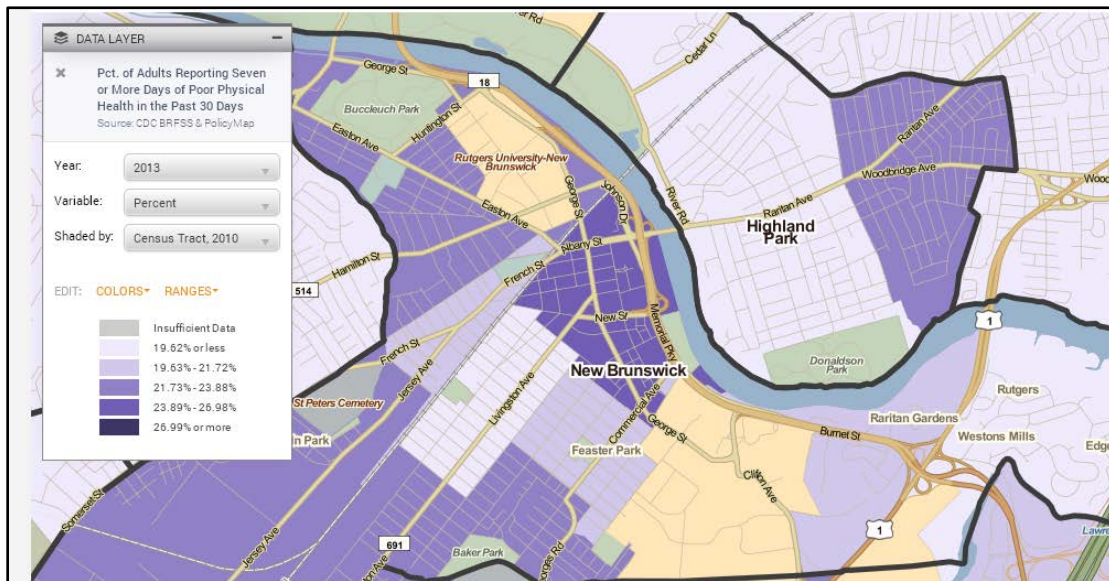 DATA LAYER
Pct. of Adults Reporting Seven
or More Days of Poor Physical
Health in the Past 30 Days
Source: CDC BRFSS & PolicyMap
Year:
2013
Variable:
Percent
Shaded by:
Census Tract, 2010
EDIT: COLORS RANGES
Insufficient Data
19.62% or less
19.63% - 21.72%
21.73% - 23.88%
23.89% - 26.98%
26.99% or more
River Rd
Cedar Ln
George St
18
Buccleuch Park
Huntington St
Easton Ave
Rutgers University-New
Brunswick
George St
Johnson Dr
River Rd
Raritan Ave
Woodbridge Ave
Raritan Ave
Highland
Park
Easton Ave
Albany St
Hamilton St
French St
514
1
New St
Memorial Pky
French St
Jersey Ave
Livingston Ave
New Brunswick
Donaldson
Park
St Peters Cemetery
Commercial Ave
George St
Rutgers
Raritan Gardens
Westons Mills
Burnet St
n Park
Feaster Park
Clifton Ave
Somerset St
Jersey Ave
1
691
Baker Park